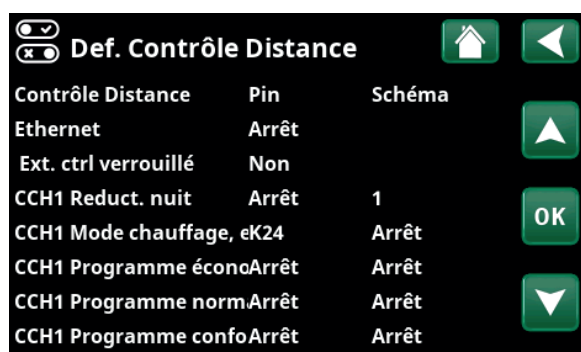 Def. Contrôle Distance
Contrôle Distance Pin Schéma
Ethernet Arrêt
Ext. ctrl verrouillé Non
CCH1 Reduct. nuit Arrêt 1
CCH1 Mode chauffage, eK24 Arrêt
CCH1 Programme éconoArrêt Arrêt
CCH1 Programme normArrêt Arrêt
CCH1 Programme confoArrêt Arrêt
OK